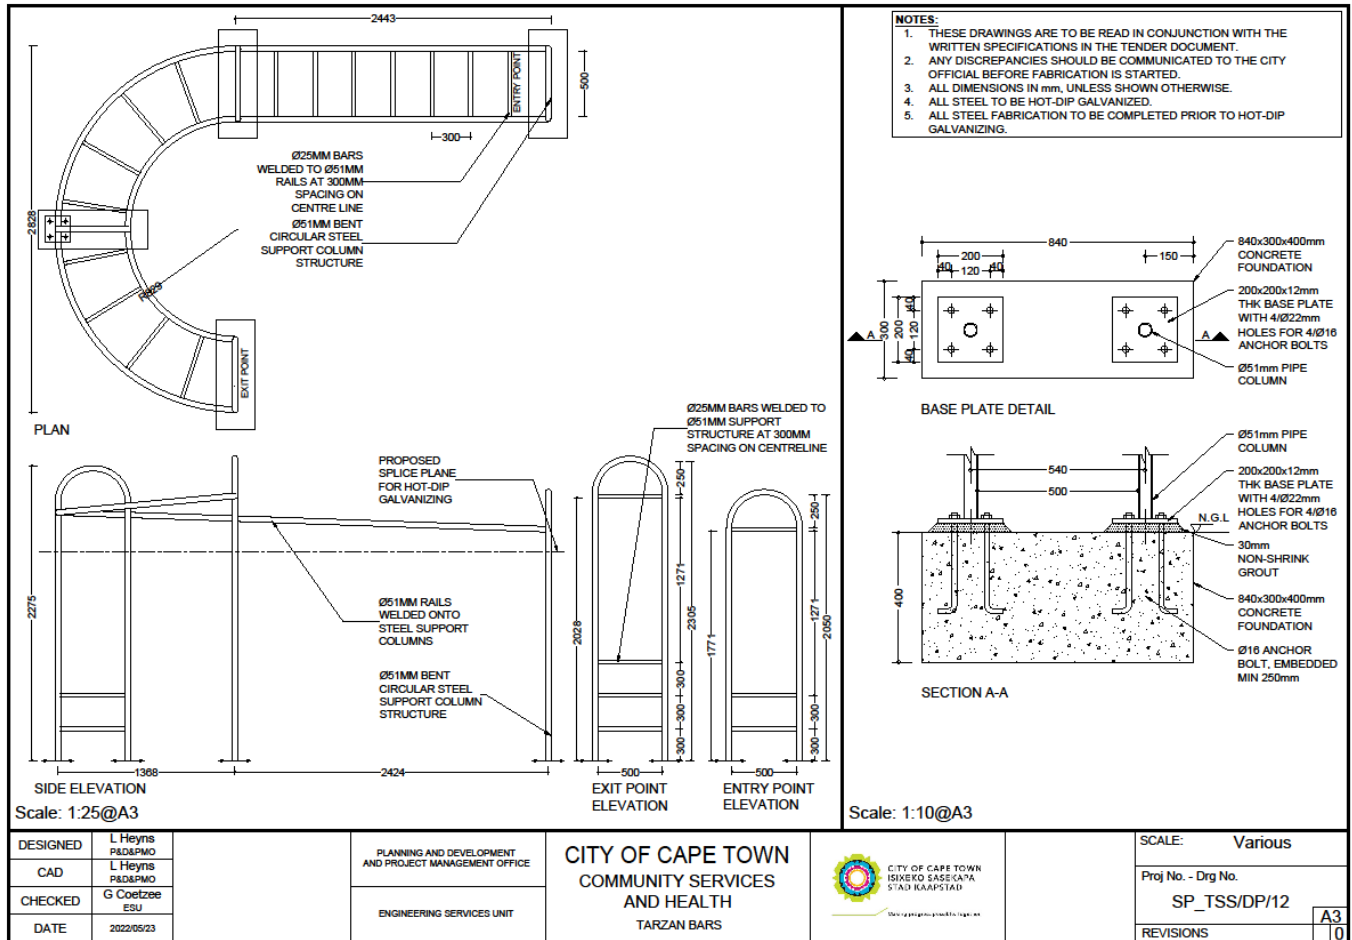 2443
500
2828
300
ENTRY POINT
EXIT POINT
R829
Ø25MM BARS
WELDED TO Ø51MM
RAILS AT 300MM
SPACING ON
CENTRE LINE
Ø51MM BENT
CIRCULAR STEEL
SUPPORT COLUMN
STRUCTURE
PLAN
PROPOSED
SPLICE PLANE
FOR HOT-DIP
GALVANIZING
Ø51MM RAILS
WELDED ONTO
STEEL SUPPORT
COLUMNS
Ø51MM BENT
CIRCULAR STEEL
SUPPORT COLUMN
STRUCTURE
2275
1368
2424
SIDE ELEVATION
Scale: 1:25@A3
Ø25MM BARS WELDED TO
Ø51MM SUPPORT
STRUCTURE AT 300MM
SPACING ON CENTRELINE
250
1271
2305
2028
300
300
300
500
EXIT POINT
ELEVATION
250
1271
2050
1771
300
300
500
ENTRY POINT
ELEVATION
NOTES:
1. THESE DRAWINGS ARE TO BE READ IN CONJUNCTION WITH THE
WRITTEN SPECIFICATIONS IN THE TENDER DOCUMENT.
2. ANY DISCREPANCIES SHOULD BE COMMUNICATED TO THE CITY
OFFICIAL BEFORE FABRICATION IS STARTED.
3. ALL DIMENSIONS IN mm, UNLESS SHOWN OTHERWISE.
4. ALL STEEL TO BE HOT-DIP GALVANIZED.
5. ALL STEEL FABRICATION TO BE COMPLETED PRIOR TO HOT-DIP
GALVANIZING.
840
200
150
40 120 40
300
200
40
120
40
A
A
840x300x400mm
CONCRETE
FOUNDATION
200x200x12mm
THK BASE PLATE
WITH 4/Ø22mm
HOLES FOR 4/Ø16
ANCHOR BOLTS
Ø51mm PIPE
COLUMN
BASE PLATE DETAIL
540
500
400
N.G.L
Ø51mm PIPE
COLUMN
200x200x12mm
THK BASE PLATE
WITH 4/Ø22mm
HOLES FOR 4/Ø16
ANCHOR BOLTS
30mm
NON-SHRINK
GROUT
840x300x400mm
CONCRETE
FOUNDATION
Ø16 ANCHOR
BOLT, EMBEDDED
MIN 250mm
SECTION A-A
Scale: 1:10@A3
DESIGNED
L Heyns
P&D&PMO
CAD
L Heyns
P&D&PMO
CHECKED
G Coetzee
ESU
DATE
2022/05/23
PLANNING AND DEVELOPMENT
AND PROJECT MANAGEMENT OFFICE
ENGINEERING SERVICES UNIT
CITY OF CAPE TOWN
COMMUNITY SERVICES
AND HEALTH
TARZAN BARS
CITY OF CAPE TOWN
ISIXEKO SASEKAPA
STAD KAAPSTAD
Making progress possible. Together.
SCALE: Various
Proj No. - Drg No.
SP_TSS/DP/12
A3
REVISIONS 0